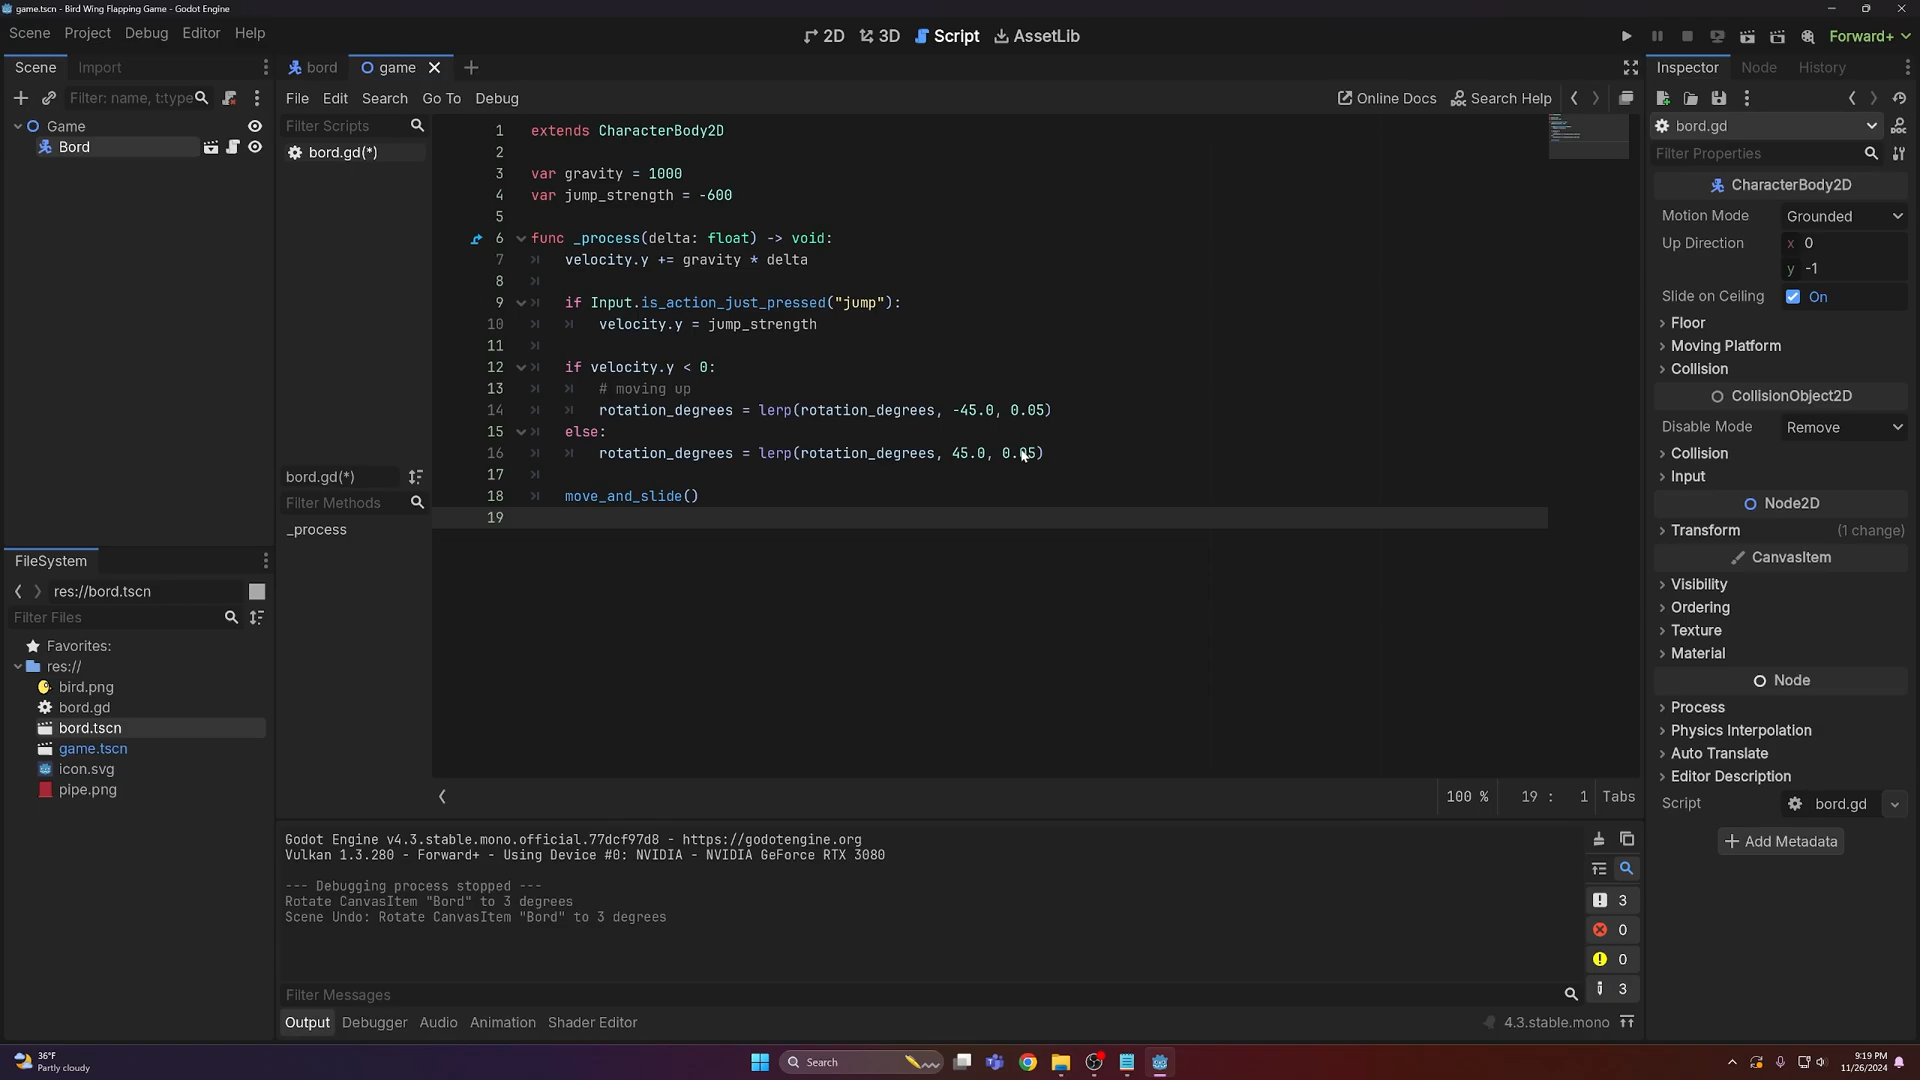 game.tscn - Bird Wing Flapping Game - Godot Engine
Scene Project Debug Editor Help
2D 3D Script AssetLib
Forward+
Scene Import
bord game
Inspector Node History
Filter: name, t:type
File Edit Search Go To Debug
Online Docs Search Help
Game
Bord
Filter Scripts
bord.gd(*)
bord.gd(*)
Filter Methods
_process
1 extends CharacterBody2D
2
3 var gravity = 1000
4 var jump_strength = -600
5
6 func _process(delta: float) -> void:
7 velocity.y += gravity * delta
8
9 if Input.is_action_just_pressed("jump"):
10 velocity.y = jump_strength
11
12 if velocity.y < 0:
13 # moving up
14 rotation_degrees = lerp(rotation_degrees, -45.0, 0.05)
15 else:
16 rotation_degrees = lerp(rotation_degrees, 45.0, 0.05)
17
18 move_and_slide()
19
100 % 19 : 1 Tabs
bord.gd
Filter Properties
CharacterBody2D
Motion Mode Grounded
Up Direction x 0
y -1
Slide on Ceiling On
Floor
Moving Platform
Collision
CollisionObject2D
Disable Mode Remove
Collision
Input
Node2D
Transform (1 change)
CanvasItem
Visibility
Ordering
Texture
Material
Node
Process
Physics Interpolation
Auto Translate
Editor Description
Script bord.gd
Add Metadata
FileSystem
res://bord.tscn
Filter Files
Favorites:
res://
bird.png
bord.gd
bord.tscn
game.tscn
icon.svg
pipe.png
Godot Engine v4.3.stable.mono.official.77dcf97d8 - https://godotengine.org
Vulkan 1.3.280 - Forward+ - Using Device #0: NVIDIA - NVIDIA GeForce RTX 3080
--- Debugging process stopped ---
Rotate CanvasItem "Bord" to 3 degrees
Scene Undo: Rotate CanvasItem "Bord" to 3 degrees
3
0
0
3
Filter Messages
Output Debugger Audio Animation Shader Editor
4.3.stable.mono
36°F
Partly cloudy
Search
9:19 PM
11/26/2024